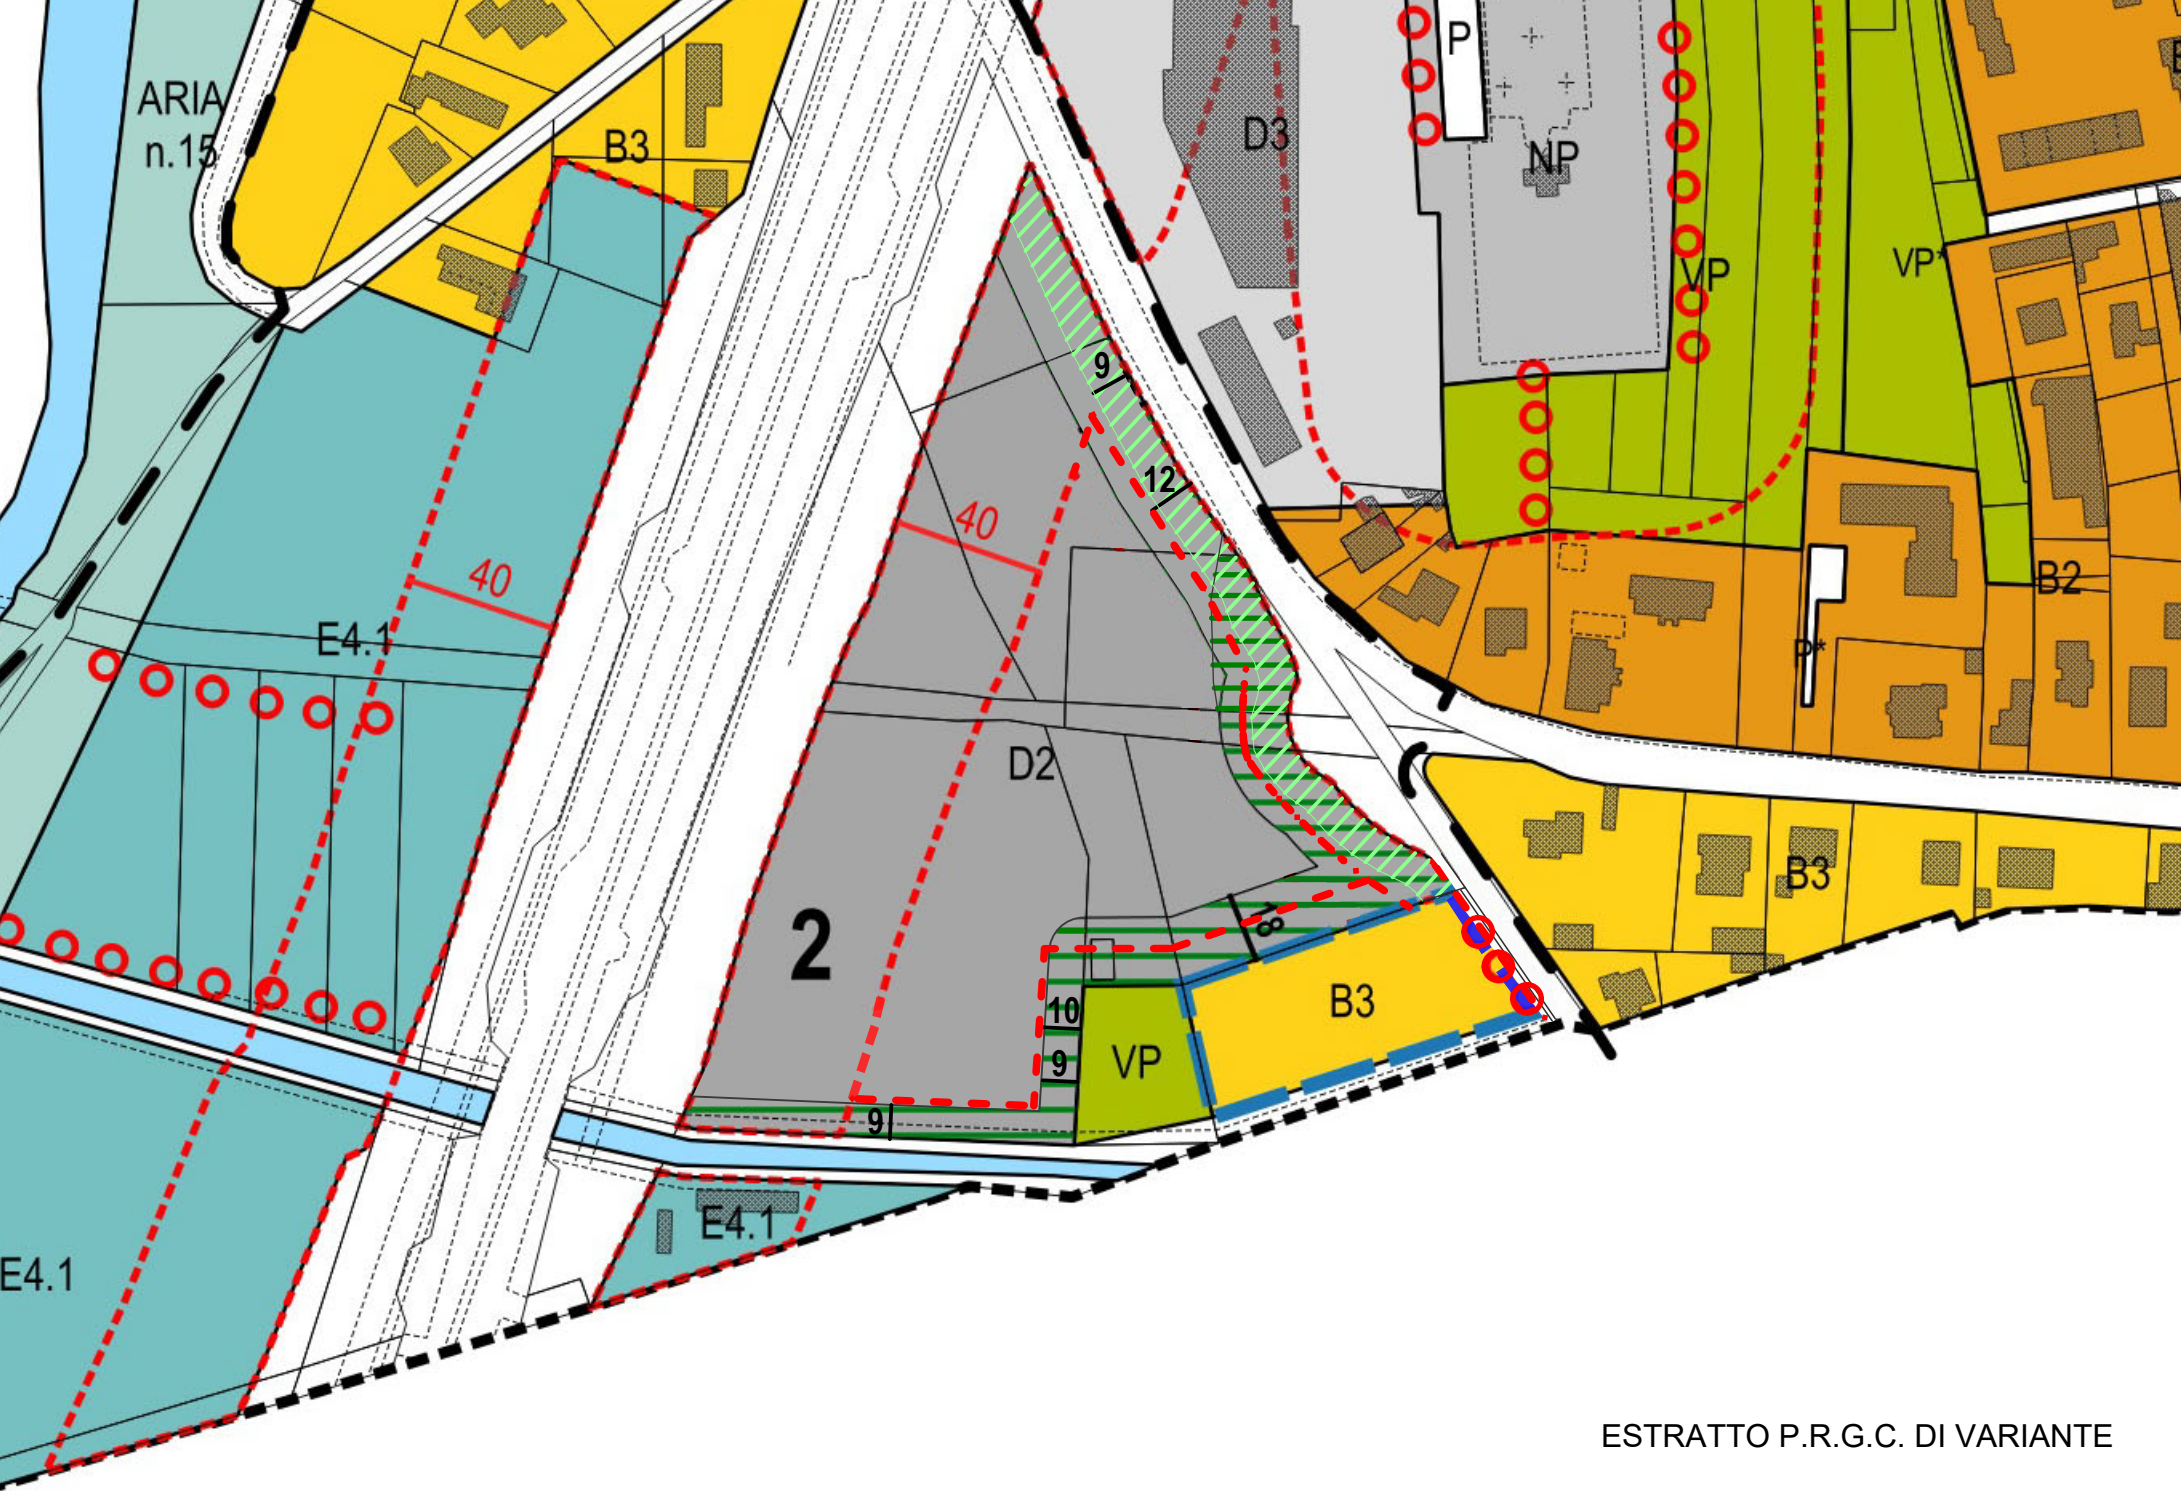 P
ARIA
n.15
B3
D3
NP
VP
VP*
9
12
40
40
B2
E4.1
P*
D2
B3
2
18
B3
10
9
VP
9
E4.1
E4.1
ESTRATTO P.R.G.C. DI VARIANTE